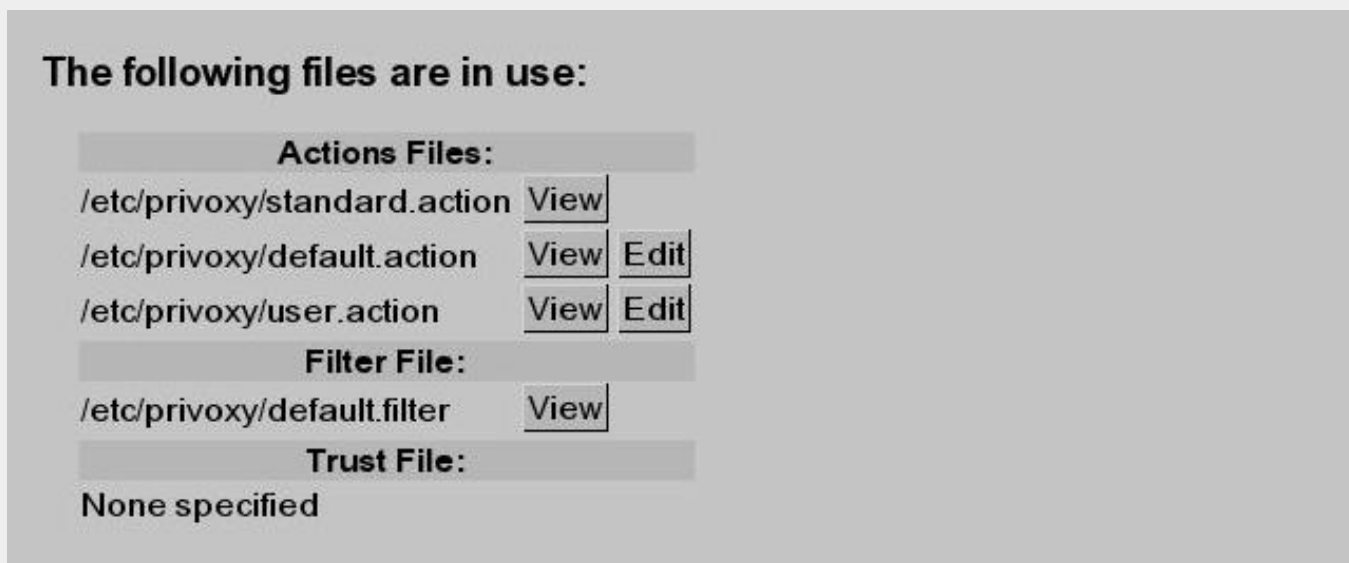 The following files are in use:
Actions Files:
/etc/privoxy/standard.action View
/etc/privoxy/default.action View Edit
/etc/privoxy/user.action View Edit
Filter File:
/etc/privoxy/default.filter View
Trust File:
None specified